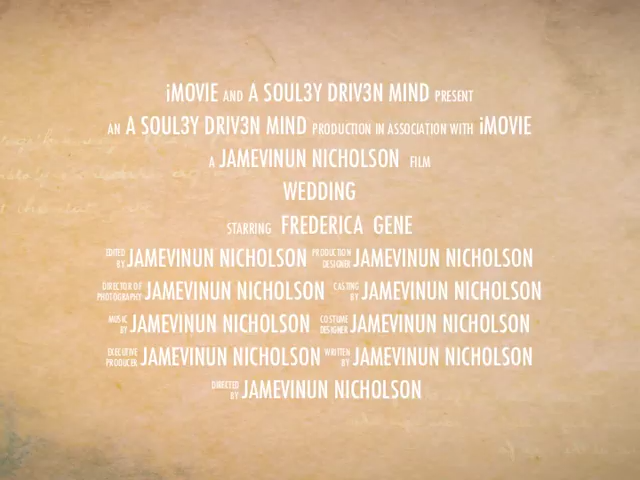 iMOVIE AND A SOUL3Y DRIV3N MIND PRESENT
AN A SOUL3Y DRIV3N MIND PRODUCTION IN ASSOCIATION WITH iMOVIE
A JAMEVINUN NICHOLSON FILM
WEDDING
STARRING FREDERICA GENE
EDITED BY JAMEVINUN NICHOLSON PRODUCTION DESIGNER JAMEVINUN NICHOLSON
DIRECTOR OF PHOTOGRAPHY JAMEVINUN NICHOLSON CASTING BY JAMEVINUN NICHOLSON
MUSIC BY JAMEVINUN NICHOLSON COSTUME DESIGNER JAMEVINUN NICHOLSON
EXECUTIVE PRODUCER JAMEVINUN NICHOLSON WRITTEN BY JAMEVINUN NICHOLSON
DIRECTED BY JAMEVINUN NICHOLSON